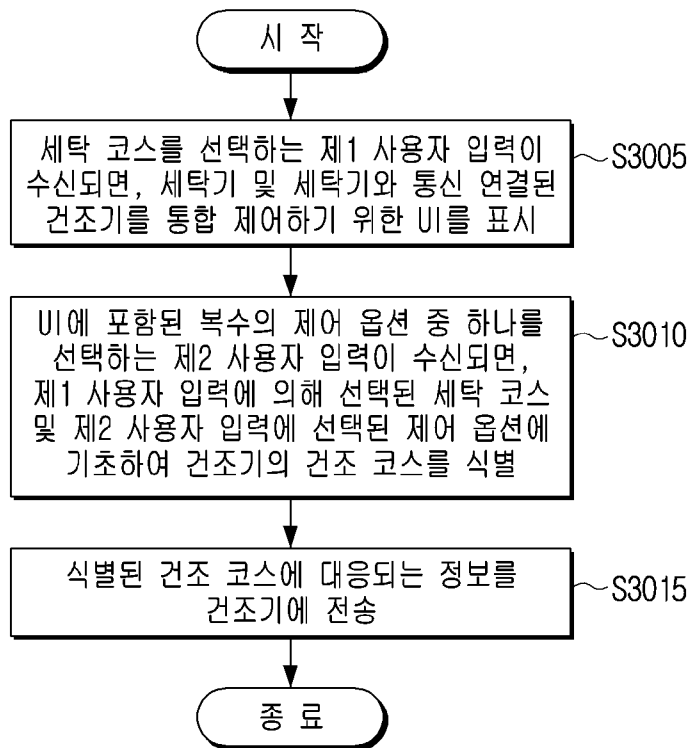 시 작
세탁 코스를 선택하는 제1 사용자 입력이
수신되면, 세탁기 및 세탁기와 통신 연결된
건조기를 통합 제어하기 위한 UI를 표시
S3005
UI에 포함된 복수의 제어 옵션 중 하나를
선택하는 제2 사용자 입력이 수신되면,
제1 사용자 입력에 의해 선택된 세탁 코스
및 제2 사용자 입력에 선택된 제어 옵션에
기초하여 건조기의 건조 코스를 식별
S3010
식별된 건조 코스에 대응되는 정보를
건조기에 전송
S3015
종 료